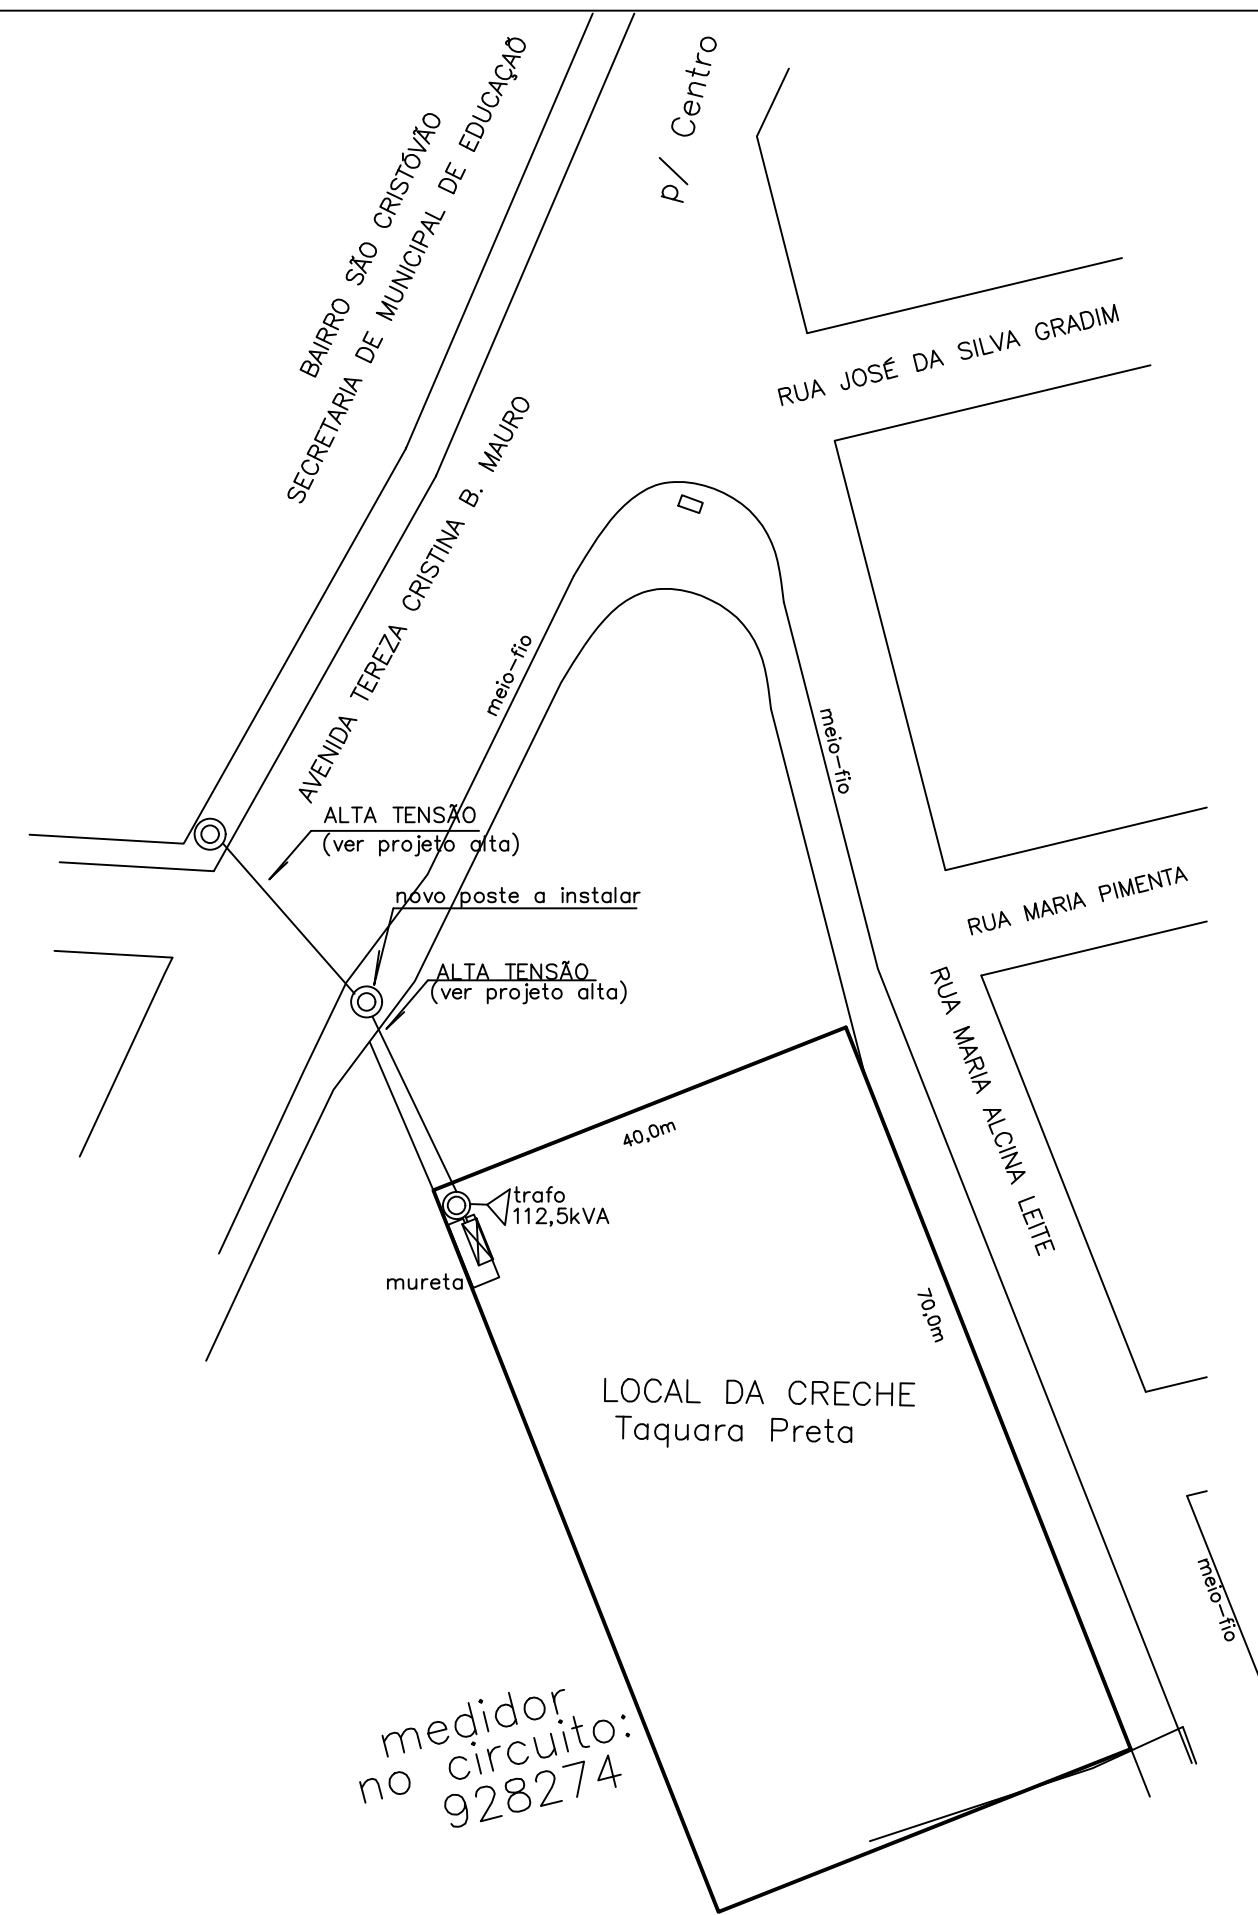 p/ Centro
BAIRRO SÃO CRISTÓVÃO
SECRETARIA DE MUNICIPAL DE EDUCAÇÃO
RUA JOSÉ DA SILVA GRADIM
AVENIDA TEREZA CRISTINA B. MAURO
meio-fio
meio-fio
ALTA TENSÃO
(ver projeto alta)
novo poste a instalar
RUA MARIA PIMENTA
ALTA TENSÃO
(ver projeto alta)
RUA MARIA ALCINA LEITE
40,0m
trafo
112,5kVA
mureta
70,0m
LOCAL DA CRECHE
Taquara Preta
meio-fio
medidor
no circuito:
928274